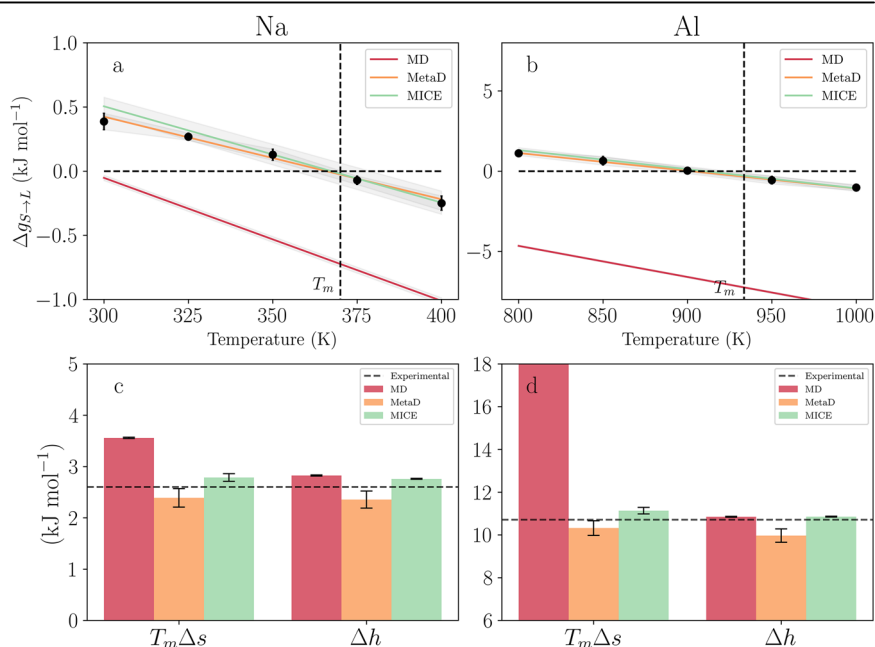 Na
Al
a
MD
MetaD
MICE
1.0
0.5
0.0
−0.5
−1.0
Δg_{S→L} (kJ mol⁻¹)
T_m
300
325
350
375
400
Temperature (K)
b
MD
MetaD
MICE
5
0
−5
T_m
800
850
900
950
1000
Temperature (K)
c
Experimental
MD
MetaD
MICE
5
4
3
2
1
0
(kJ mol⁻¹)
T_mΔs
Δh
d
Experimental
MD
MetaD
MICE
18
16
14
12
10
8
6
T_mΔs
Δh